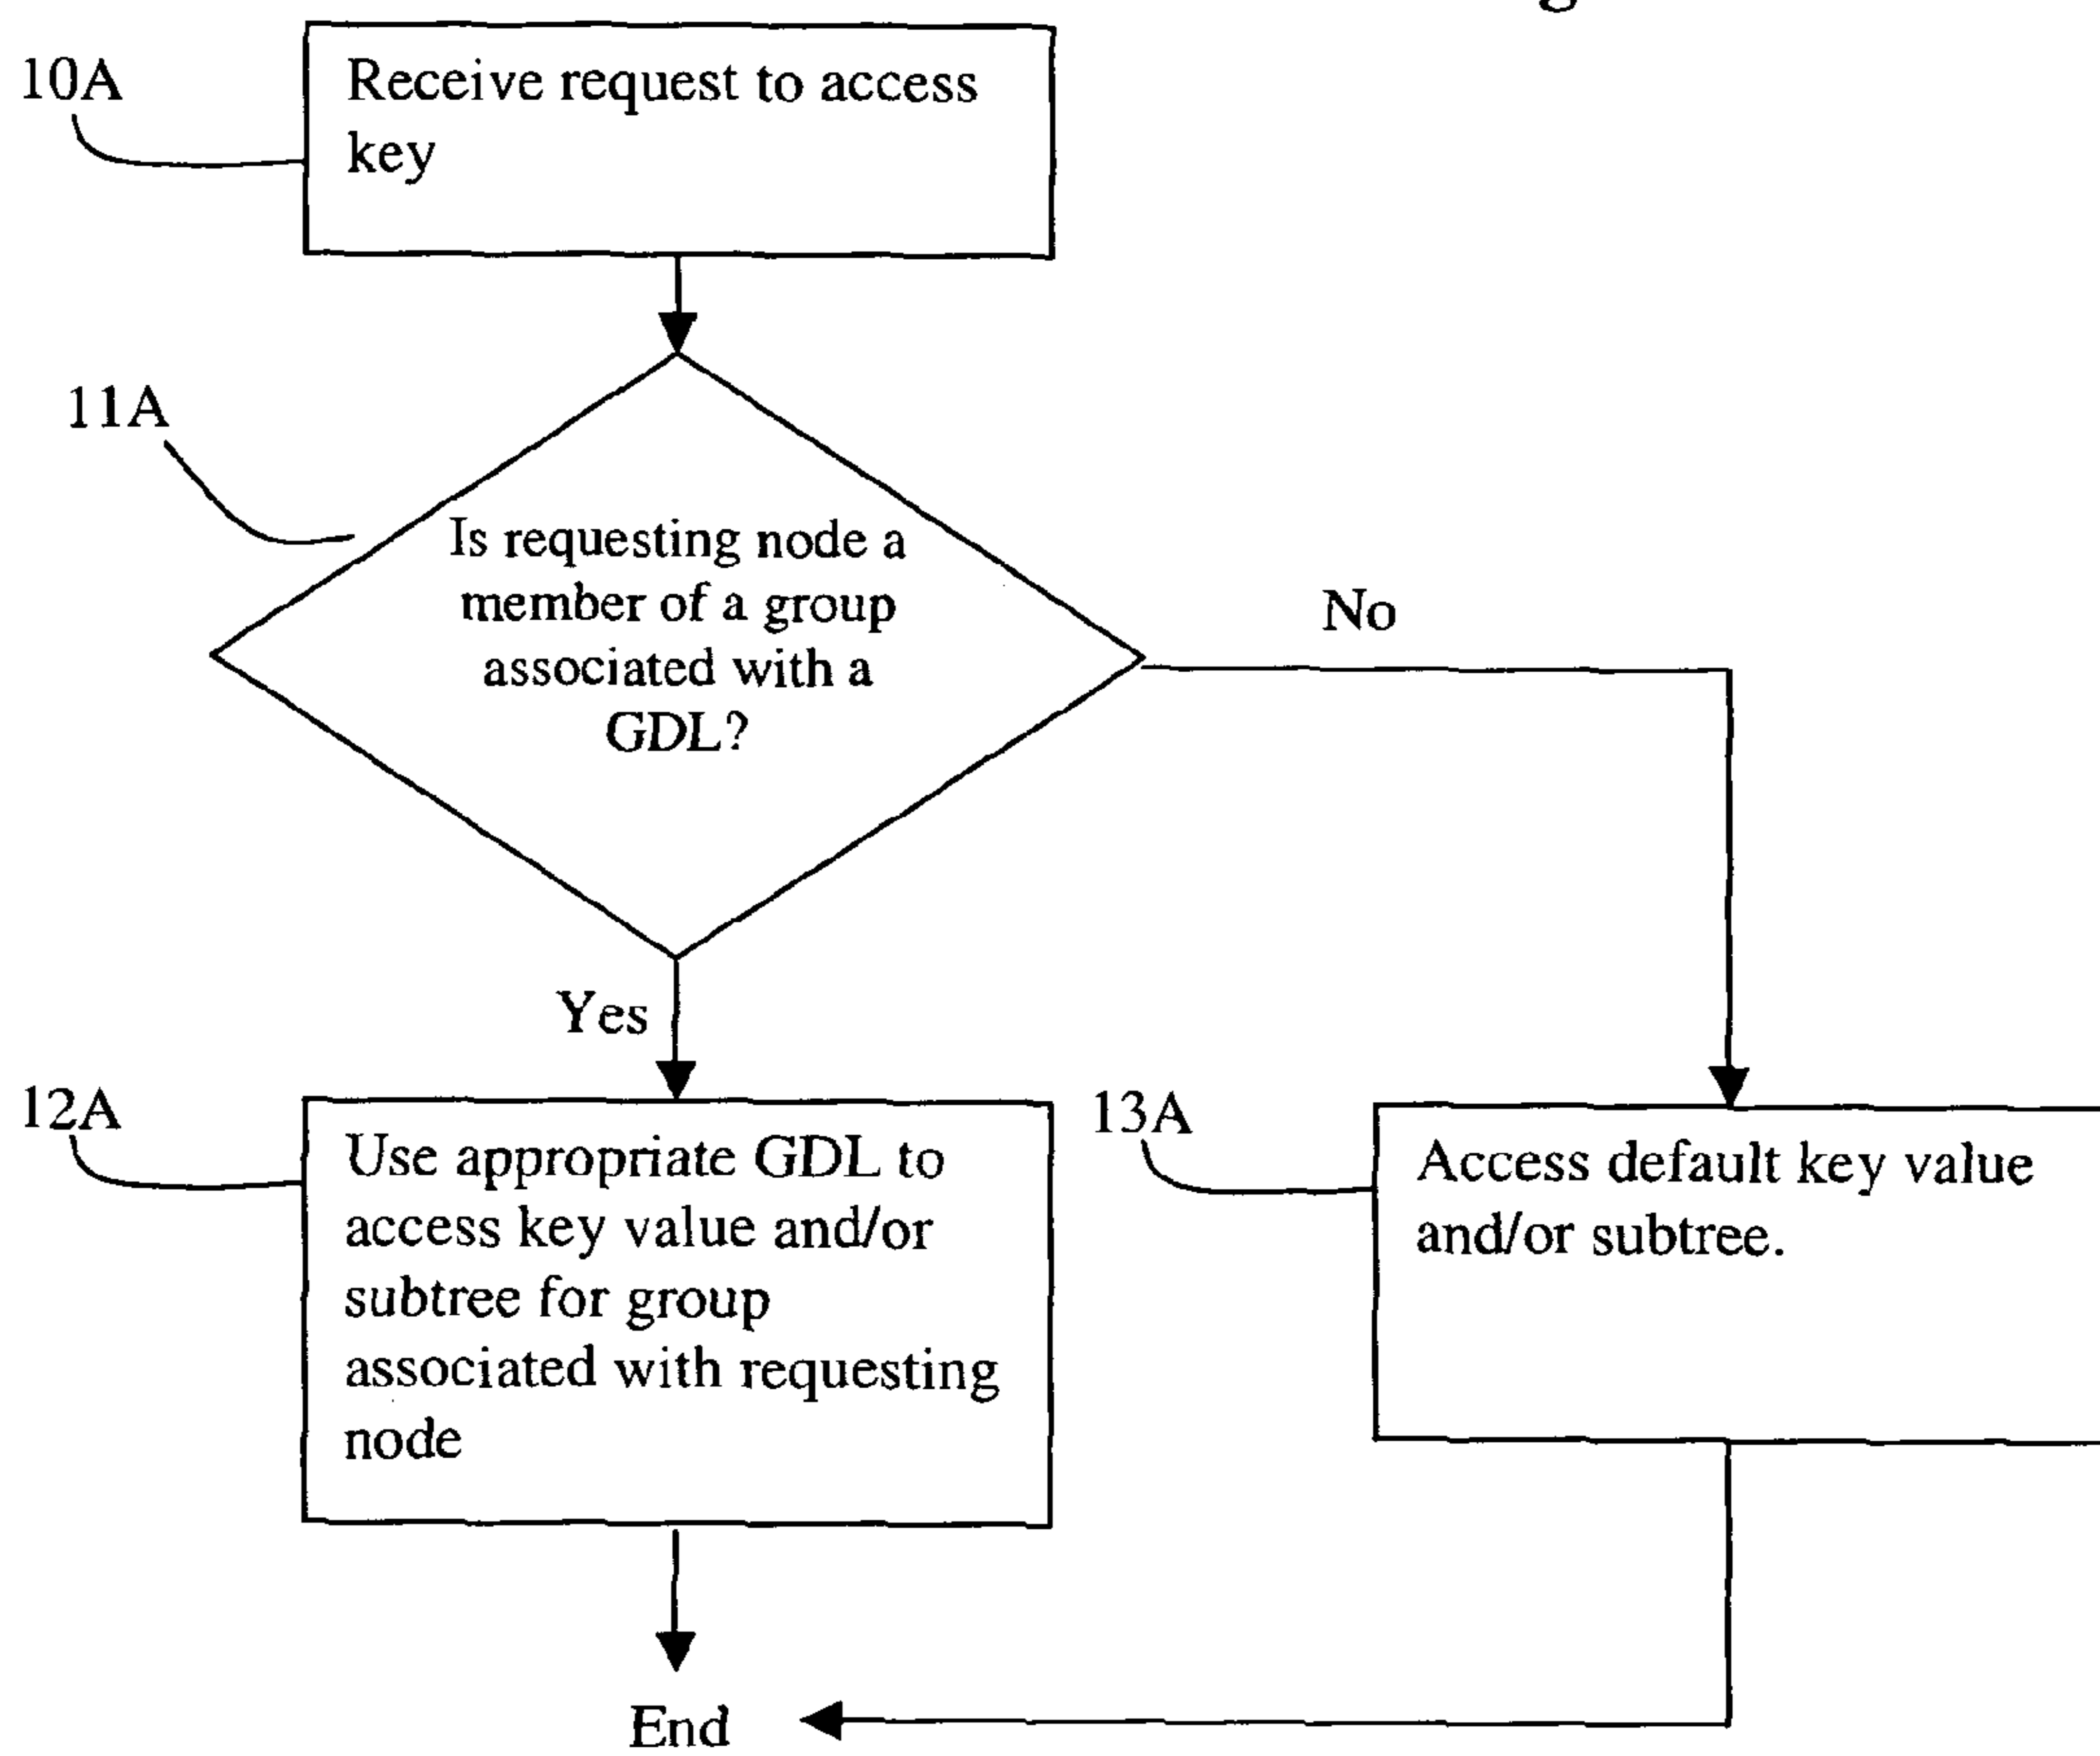 10A
Receive request to access
key
11A
Is requesting node a
member of a group
associated with a
GDL?
No
Yes
12A
Use appropriate GDL to
access key value and/or
subtree for group
associated with requesting
node
13A
Access default key value
and/or subtree.
End